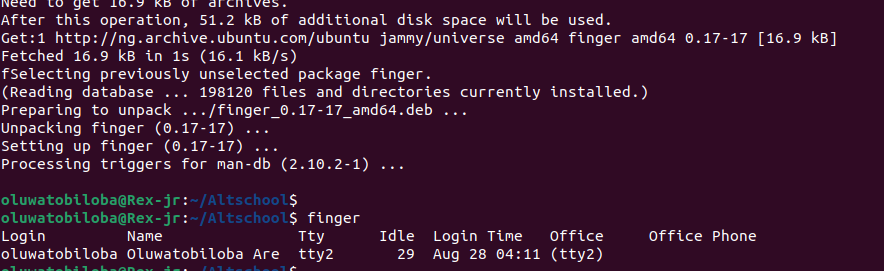 Need to get 16.9 kB of archives.
After this operation, 51.2 kB of additional disk space will be used.
Get:1 http://ng.archive.ubuntu.com/ubuntu jammy/universe amd64 finger amd64 0.17-17 [16.9 kB]
Fetched 16.9 kB in 1s (16.1 kB/s)
fSelecting previously unselected package finger.
(Reading database ... 198120 files and directories currently installed.)
Preparing to unpack .../finger_0.17-17_amd64.deb ...
Unpacking finger (0.17-17) ...
Setting up finger (0.17-17) ...
Processing triggers for man-db (2.10.2-1) ...
oluwatobiloba@Rex-jr:~/Altschool$
oluwatobiloba@Rex-jr:~/Altschool$ finger
Login          Name                 Tty      Idle  Login Time   Office     Office Phone
oluwatobiloba  Oluwatobiloba Are    tty2       29  Aug 28 04:11 (tty2)
oluwatobiloba@Rex-jr:~/Altschool$